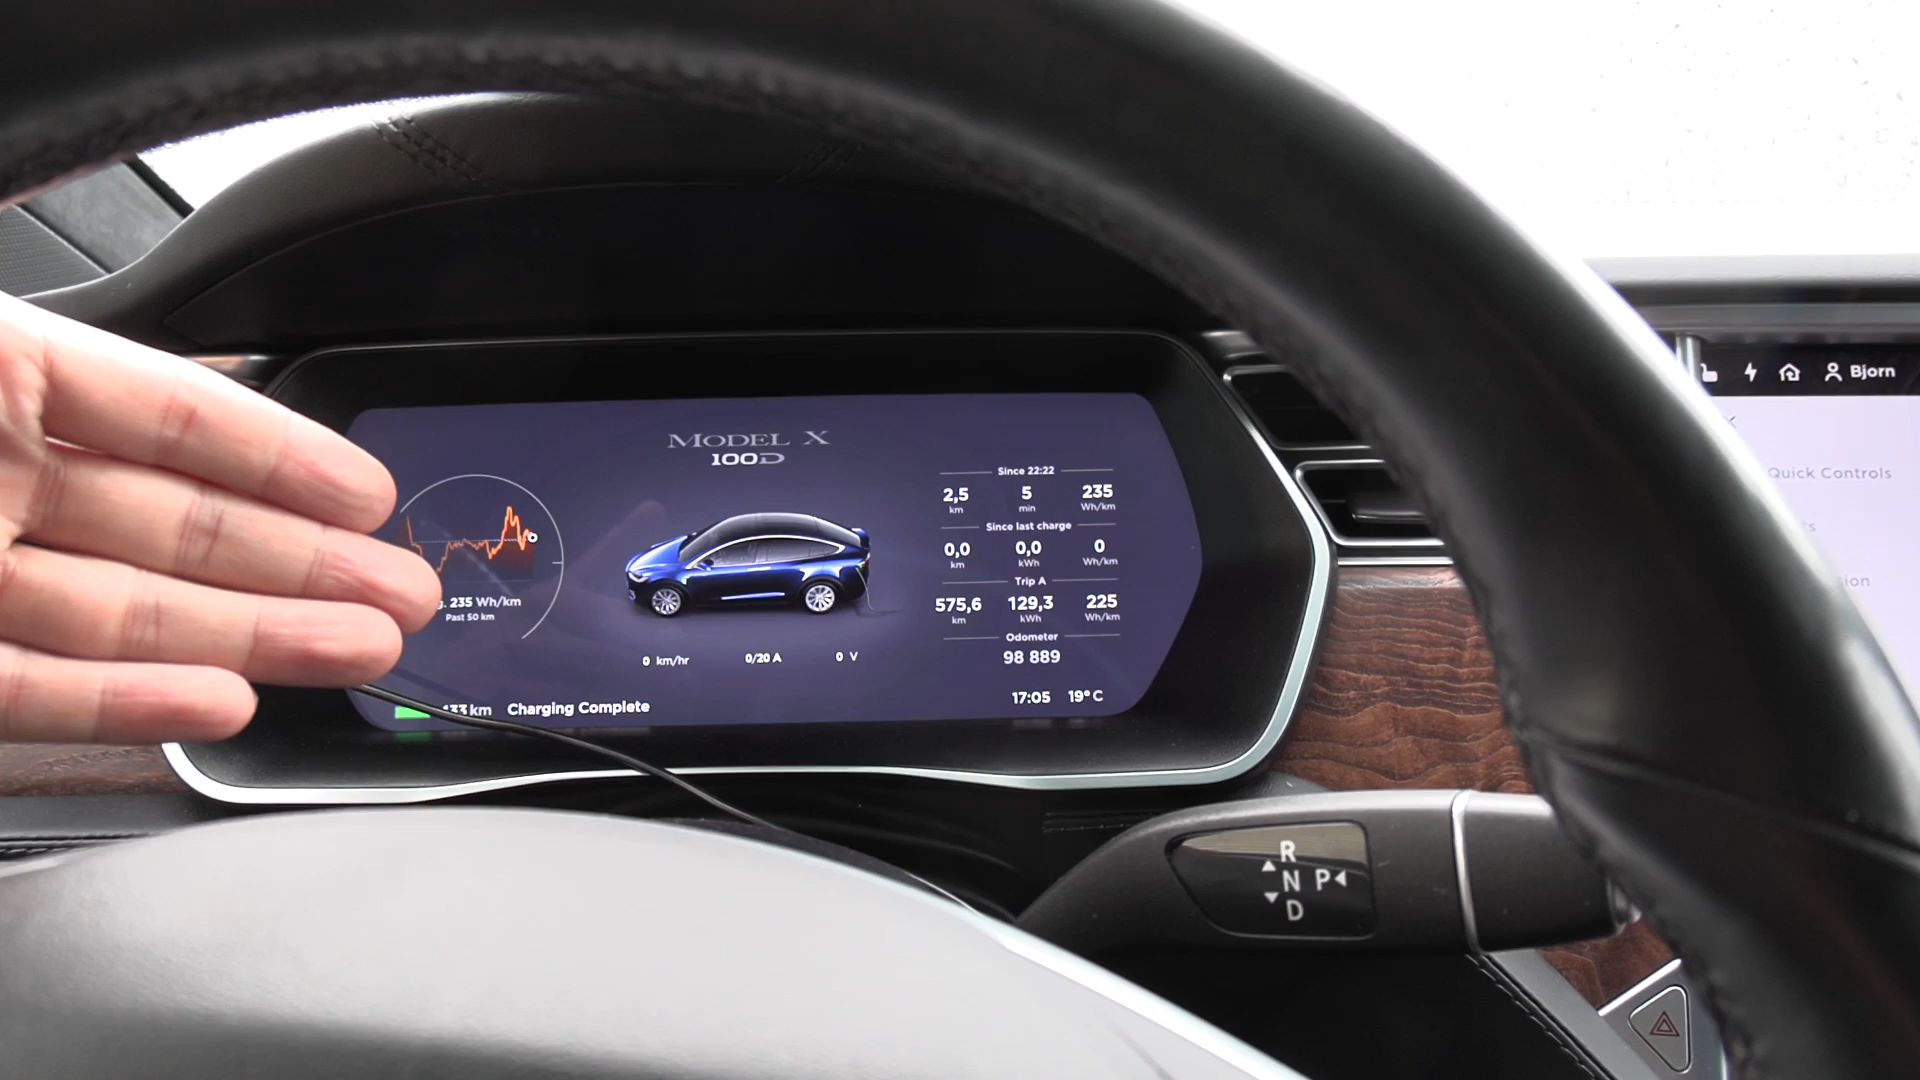 MODEL X
100D
Since 22:22
2,5 5 235
km min Wh/km
Since last charge
0,0 0,0 0
km kWh Wh/km
Trip A
575,6 129,3 225
km kWh Wh/km
Odometer
98 889
17:05 19°C
235 Wh/km
Past 50 km
0 km/hr 0/20 A 0 V
km Charging Complete
Bjorn
Quick Controls
R
N P
D